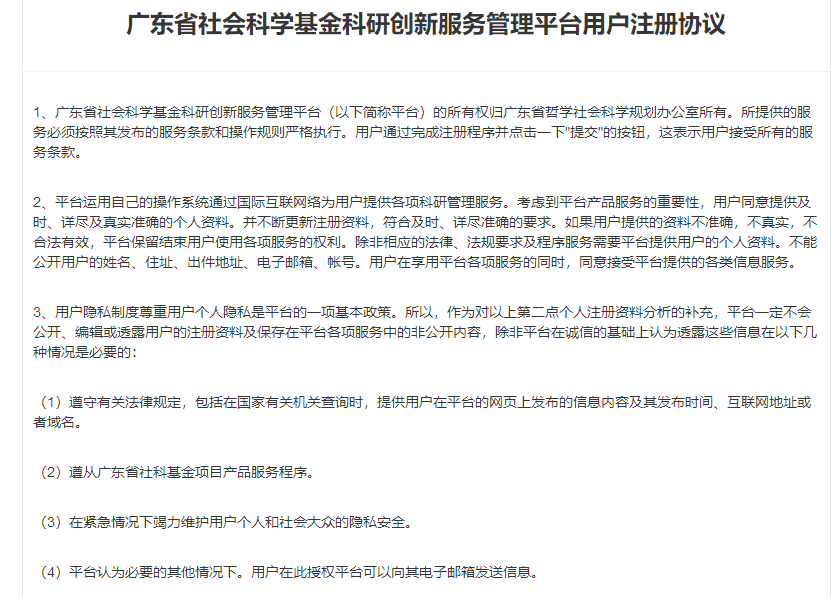 广东省社会科学基金科研创新服务管理平台用户注册协议
1、广东省社会科学基金科研创新服务管理平台（以下简称平台）的所有权归广东省哲学社会科学规划办公室所有。所提供的服
务必须按照其发布的服务条款和操作规则严格执行。用户通过完成注册程序并点击一下"提交"的按钮，这表示用户接受所有的服
务条款。
2、平台运用自己的操作系统通过国际互联网络为用户提供各项科研管理服务。考虑到平台产品服务的重要性，用户同意提供及
时、详尽及真实准确的个人资料。并不断更新注册资料，符合及时、详尽准确的要求。如果用户提供的资料不准确，不真实，不
合法有效，平台保留结束用户使用各项服务的权利。除非相应的法律、法规要求及程序服务需要平台提供用户的个人资料。不能
公开用户的姓名、住址、出件地址、电子邮箱、帐号。用户在享用平台各项服务的同时，同意接受平台提供的各类信息服务。
3、用户隐私制度尊重用户个人隐私是平台的一项基本政策。所以，作为对以上第二点个人注册资料分析的补充，平台一定不会
公开、编辑或透露用户的注册资料及保存在平台各项服务中的非公开内容，除非平台在诚信的基础上认为透露这些信息在以下几
种情况是必要的：
（1）遵守有关法律规定，包括在国家有关机关查询时，提供用户在平台的网页上发布的信息内容及其发布时间、互联网地址或
者域名。
（2）遵从广东省社科基金项目产品服务程序。
（3）在紧急情况下竭力维护用户个人和社会大众的隐私安全。
（4）平台认为必要的其他情况下。用户在此授权平台可以向其电子邮箱发送信息。